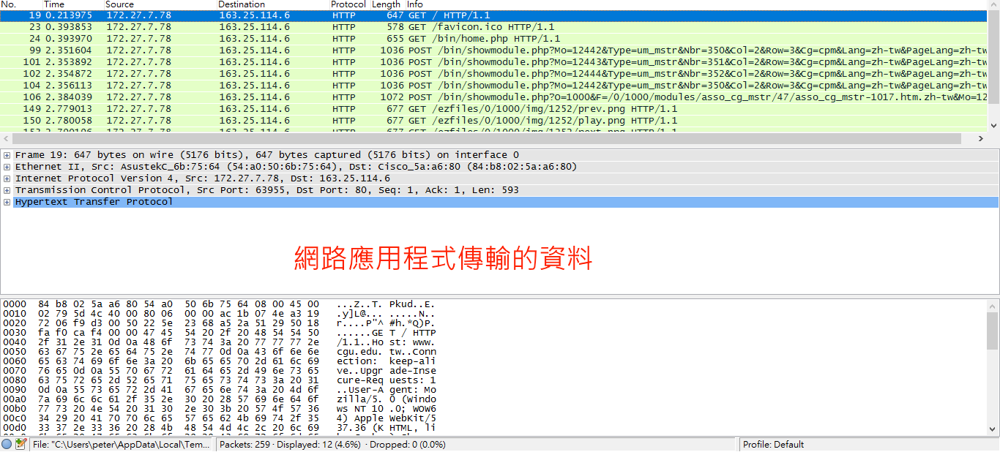 No. Time Source Destination Protocol Length Info
19 0.213975 172.27.7.78 163.25.114.6 HTTP 647 GET / HTTP/1.1
23 0.393853 172.27.7.78 163.25.114.6 HTTP 578 GET /favicon.ico HTTP/1.1
24 0.393970 172.27.7.78 163.25.114.6 HTTP 655 GET /bin/home.php HTTP/1.1
99 2.351604 172.27.7.78 163.25.114.6 HTTP 1036 POST /bin/showmodule.php?Mo=12442&Type=um_mstr&Nbr=350&Col=2&Row=3&Cg=cpm&Lang=zh-tw&PageLang=zh-tw
101 2.353892 172.27.7.78 163.25.114.6 HTTP 1036 POST /bin/showmodule.php?Mo=12443&Type=um_mstr&Nbr=351&Col=2&Row=3&Cg=cpm&Lang=zh-tw&PageLang=zh-tw
102 2.354872 172.27.7.78 163.25.114.6 HTTP 1036 POST /bin/showmodule.php?Mo=12444&Type=um_mstr&Nbr=352&Col=2&Row=3&Cg=cpm&Lang=zh-tw&PageLang=zh-tw
104 2.356113 172.27.7.78 163.25.114.6 HTTP 1036 POST /bin/showmodule.php?Mo=12442&Type=um_mstr&Nbr=350&Col=2&Row=3&Cg=cpm&Lang=zh-tw&PageLang=zh-tw
106 2.384039 172.27.7.78 163.25.114.6 HTTP 1072 POST /bin/showmodule.php?O=1000&F=/0/1000/modules/asso_cg_mstr/47/asso_cg_mstr-1017.htm.zh-tw&Mo=12
149 2.779013 172.27.7.78 163.25.114.6 HTTP 677 GET /ezfiles/0/1000/img/1252/prev.png HTTP/1.1
150 2.780058 172.27.7.78 163.25.114.6 HTTP 677 GET /ezfiles/0/1000/img/1252/play.png HTTP/1.1
172.27.7.78 163.25.114.6 HTTP 677 GET /ezfiles/0/1000/img/1252/next.png HTTP/1.1
Frame 19: 647 bytes on wire (5176 bits), 647 bytes captured (5176 bits) on interface 0
Ethernet II, Src: AsustekC_6b:75:64 (54:a0:50:6b:75:64), Dst: Cisco_5a:a6:80 (84:b8:02:5a:a6:80)
Internet Protocol Version 4, Src: 172.27.7.78, Dst: 163.25.114.6
Transmission Control Protocol, Src Port: 63955, Dst Port: 80, Seq: 1, Ack: 1, Len: 593
Hypertext Transfer Protocol
網路應用程式傳輸的資料
0000 84 b8 02 5a a6 80 54 a0 50 6b 75 64 08 00 45 00 ...Z..T. Pkud..E.
0010 02 79 5d 4c 40 00 80 06 00 00 ac 1b 07 4e a3 19 .y]L@... .....N..
0020 72 06 f9 d3 00 50 22 5e 23 68 a5 2a 51 29 50 18 r....P"^ #h.*Q)P.
0030 fa f0 ca f4 00 00 47 45 54 20 2f 20 48 54 54 50 ......GE T / HTTP
0040 2f 31 2e 31 0d 0a 48 6f 73 74 3a 20 77 77 77 2e /1.1..Ho st: www.
0050 63 67 75 2e 65 64 75 2e 74 77 0d 0a 43 6f 6e 6e cgu.edu. tw..Conn
0060 65 63 74 69 6f 6e 3a 20 6b 65 65 70 2d 61 6c 69 ection: keep-ali
0070 76 65 0d 0a 55 70 67 72 61 64 65 2d 49 6e 73 65 ve..Upgr ade-Inse
0080 63 75 72 65 2d 52 65 71 75 65 73 74 73 3a 20 31 cure-Req uests: 1
0090 0d 0a 55 73 65 72 2d 41 67 65 6e 74 3a 20 4d 6f ..User-A gent: Mo
00a0 7a 69 6c 6c 61 2f 35 2e 30 20 28 57 69 6e 64 6f zilla/5. 0 (Windo
00b0 77 73 20 4e 54 20 31 30 2e 30 3b 20 57 4f 57 36 ws NT 10 .0; WOW6
00c0 34 29 20 41 70 70 6c 65 57 65 62 4b 69 74 2f 35 4) Apple WebKit/5
00d0 33 37 2e 33 36 20 28 4b 48 54 4d 4c 2c 20 6c 69 37.36 (K HTML, li
File: "C:\Users\peter\AppData\Local\Tem... Packets: 259 · Displayed: 12 (4.6%) · Dropped: 0 (0.0%) Profile: Default